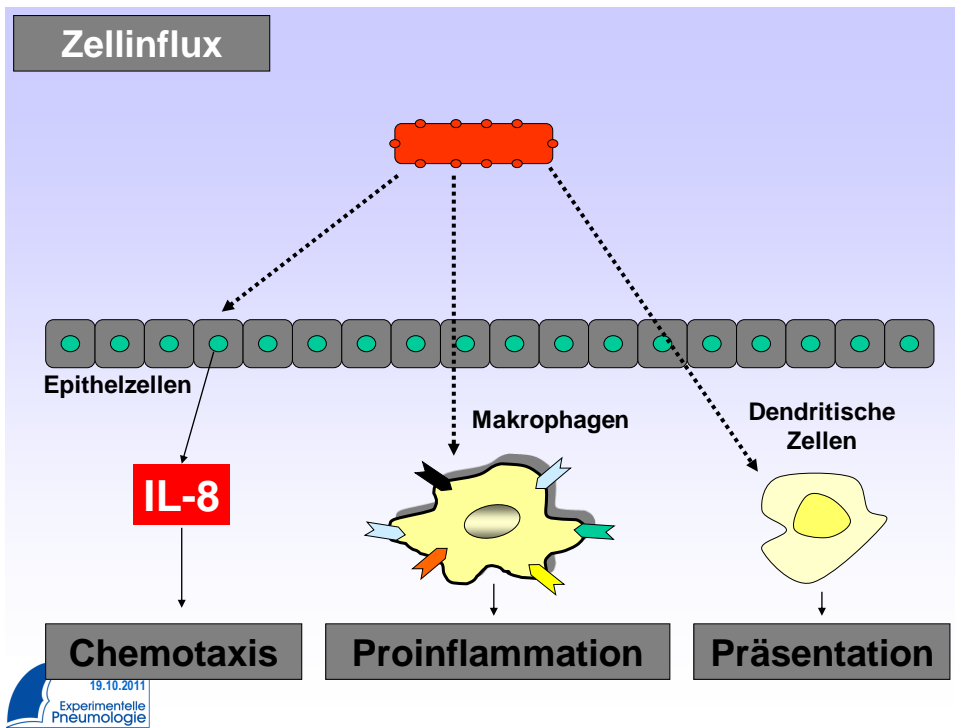 Zellinflux
Epithelzellen
Makrophagen
Dendritische
Zellen
IL-8
Chemotaxis
Proinflammation
Präsentation
19.10.2011
Experimentelle
Pneumologie